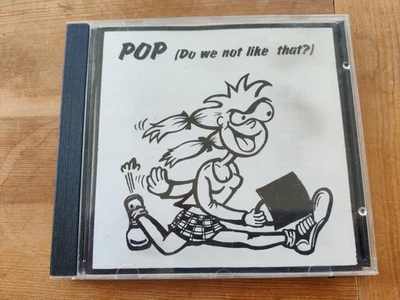 POP (Do we not like that?)